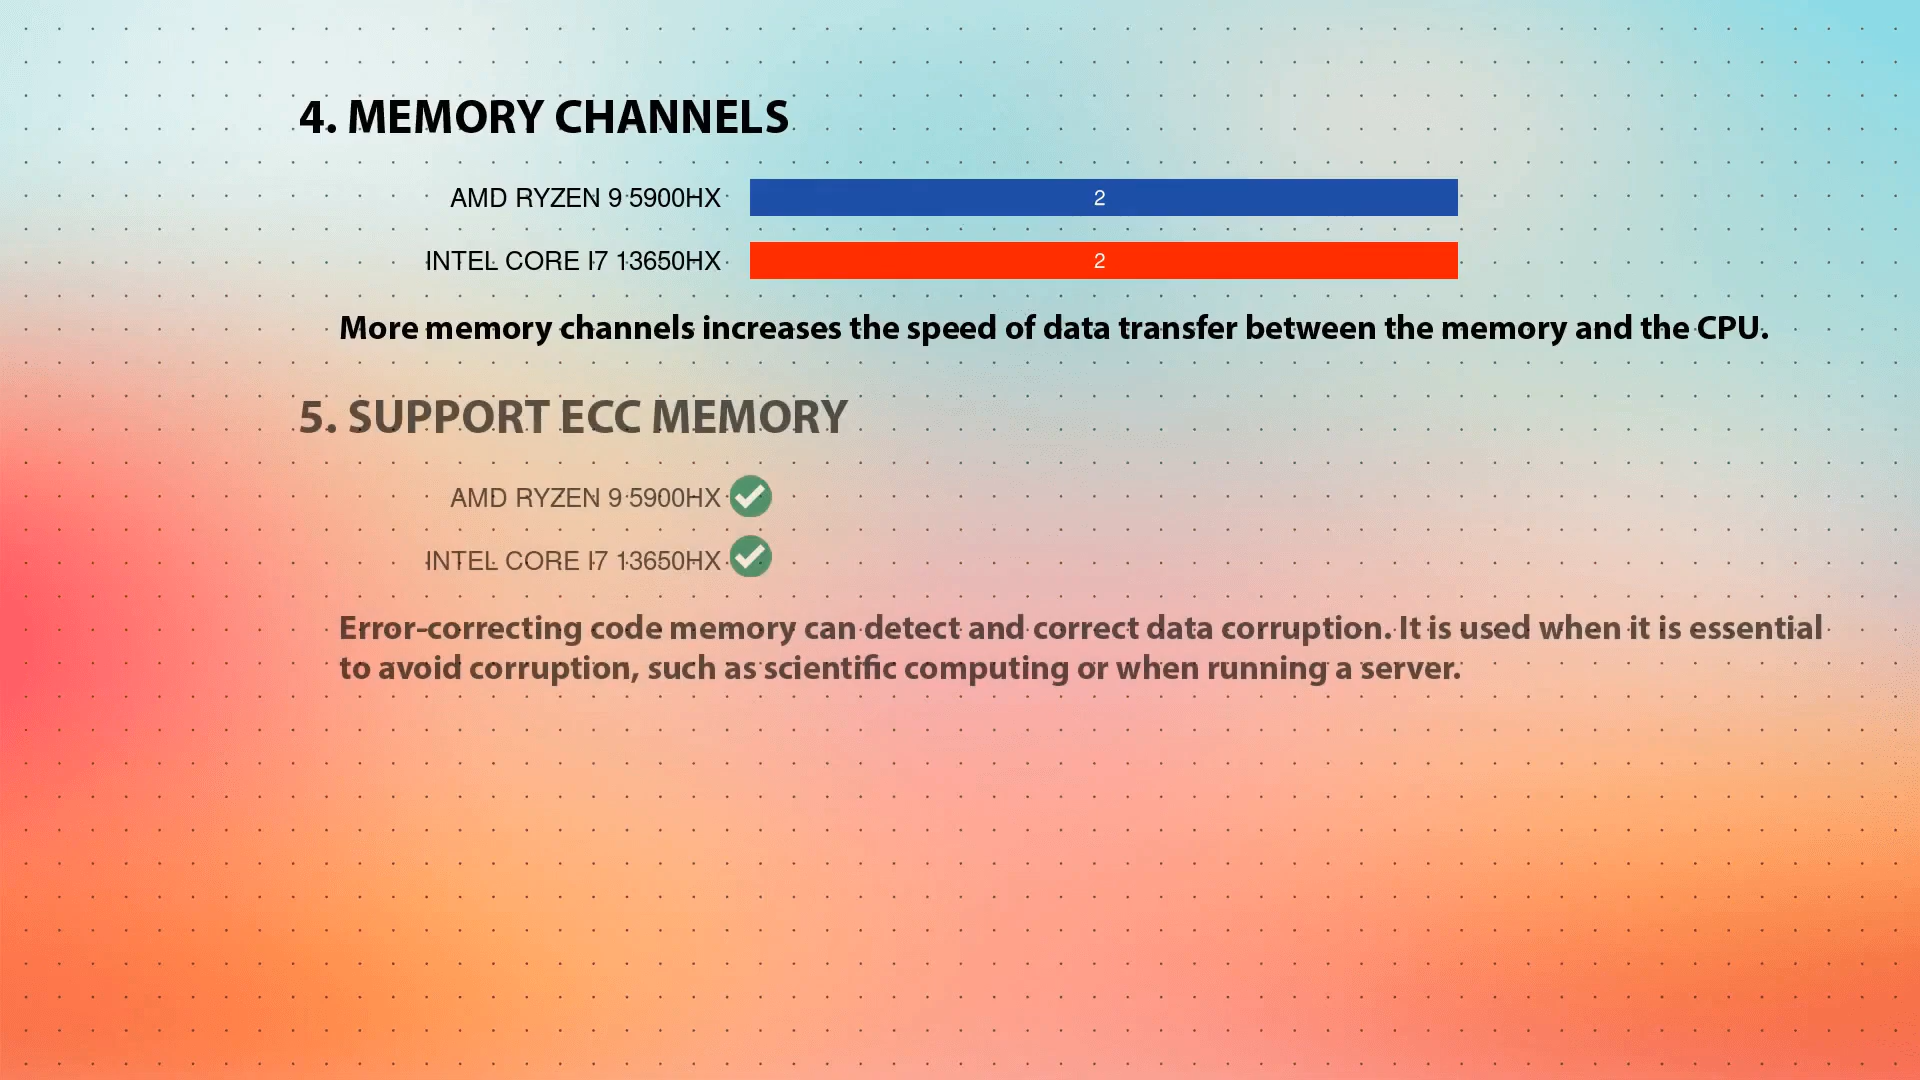 4. MEMORY CHANNELS
AMD RYZEN 9 5900HX
2
INTEL CORE I7 13650HX
2
More memory channels increases the speed of data transfer between the memory and the CPU.
5. SUPPORT ECC MEMORY
AMD RYZEN 9 5900HX
INTEL CORE I7 13650HX
Error-correcting code memory can detect and correct data corruption. It is used when it is essential
to avoid corruption, such as scientific computing or when running a server.